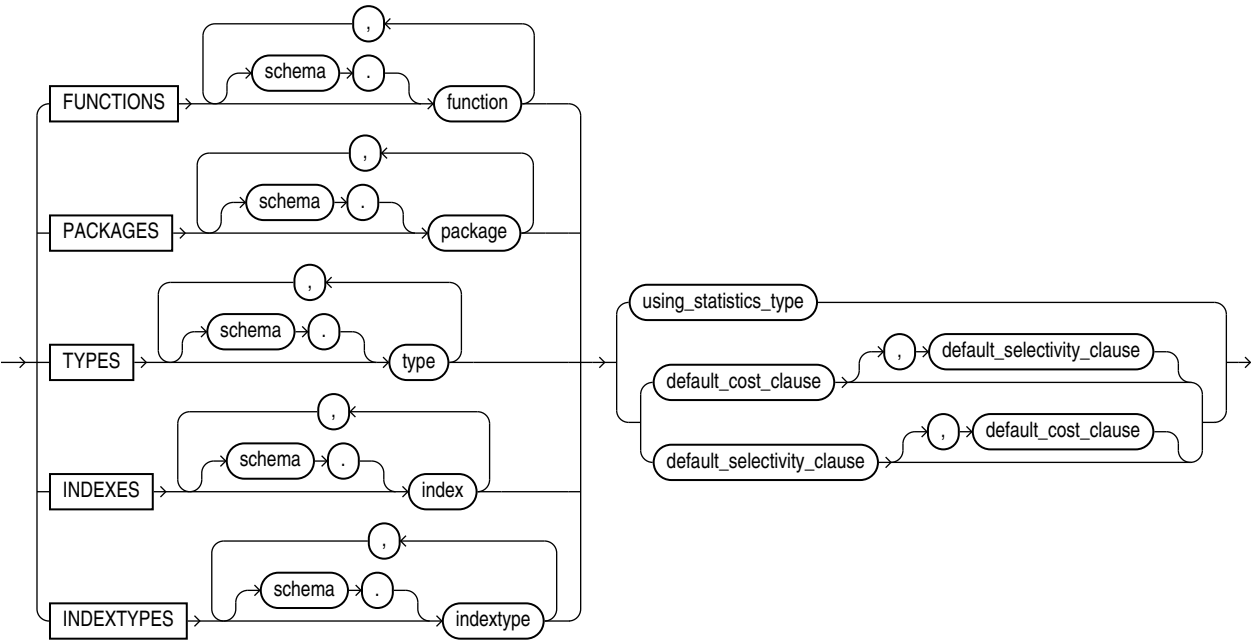 ,
schema .
FUNCTIONS function
,
schema .
PACKAGES package
,
schema .
TYPES type
,
schema .
INDEXES index
,
schema .
INDEXTYPES indextype
using_statistics_type
, default_selectivity_clause
default_cost_clause
, default_cost_clause
default_selectivity_clause